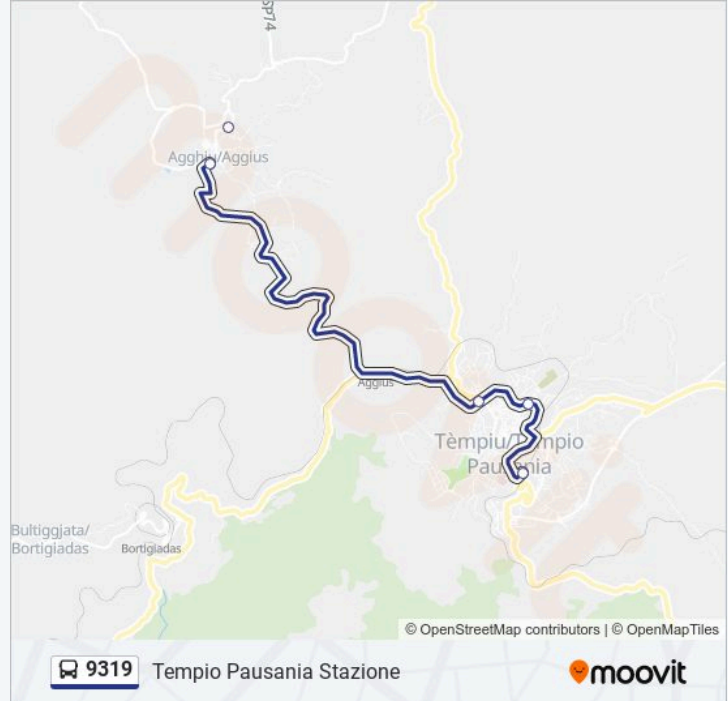 SP74
Agghju/Aggius
Aggius
Tèmpiu/Tempio
Pausania
Bultiggjata/
Bortigiadas
Bortigiadas
© OpenStreetMap contributors | © OpenMapTiles
9319 Tempio Pausania Stazione
moovit